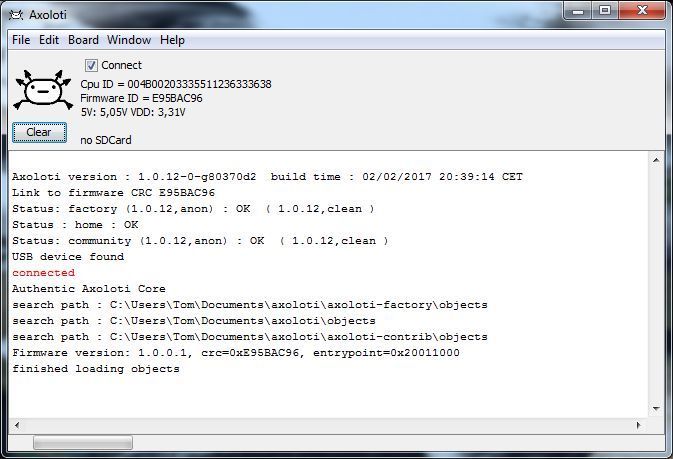 Axoloti
File Edit Board Window Help
Connect
Cpu ID = 004B00203335511236333638
Firmware ID = E95BAC96
5V: 5,05V VDD: 3,31V
Clear
no SDCard
Axoloti version : 1.0.12-0-g80370d2  build time : 02/02/2017 20:39:14 CET
Link to firmware CRC E95BAC96
Status: factory (1.0.12,anon) : OK  ( 1.0.12,clean )
Status : home : OK
Status: community (1.0.12,anon) : OK  ( 1.0.12,clean )
USB device found
connected
Authentic Axoloti Core
search path : C:\Users\Tom\Documents\axoloti\axoloti-factory\objects
search path : C:\Users\Tom\Documents\axoloti\objects
search path : C:\Users\Tom\Documents\axoloti\axoloti-contrib\objects
Firmware version: 1.0.0.1, crc=0xE95BAC96, entrypoint=0x20011000
finished loading objects